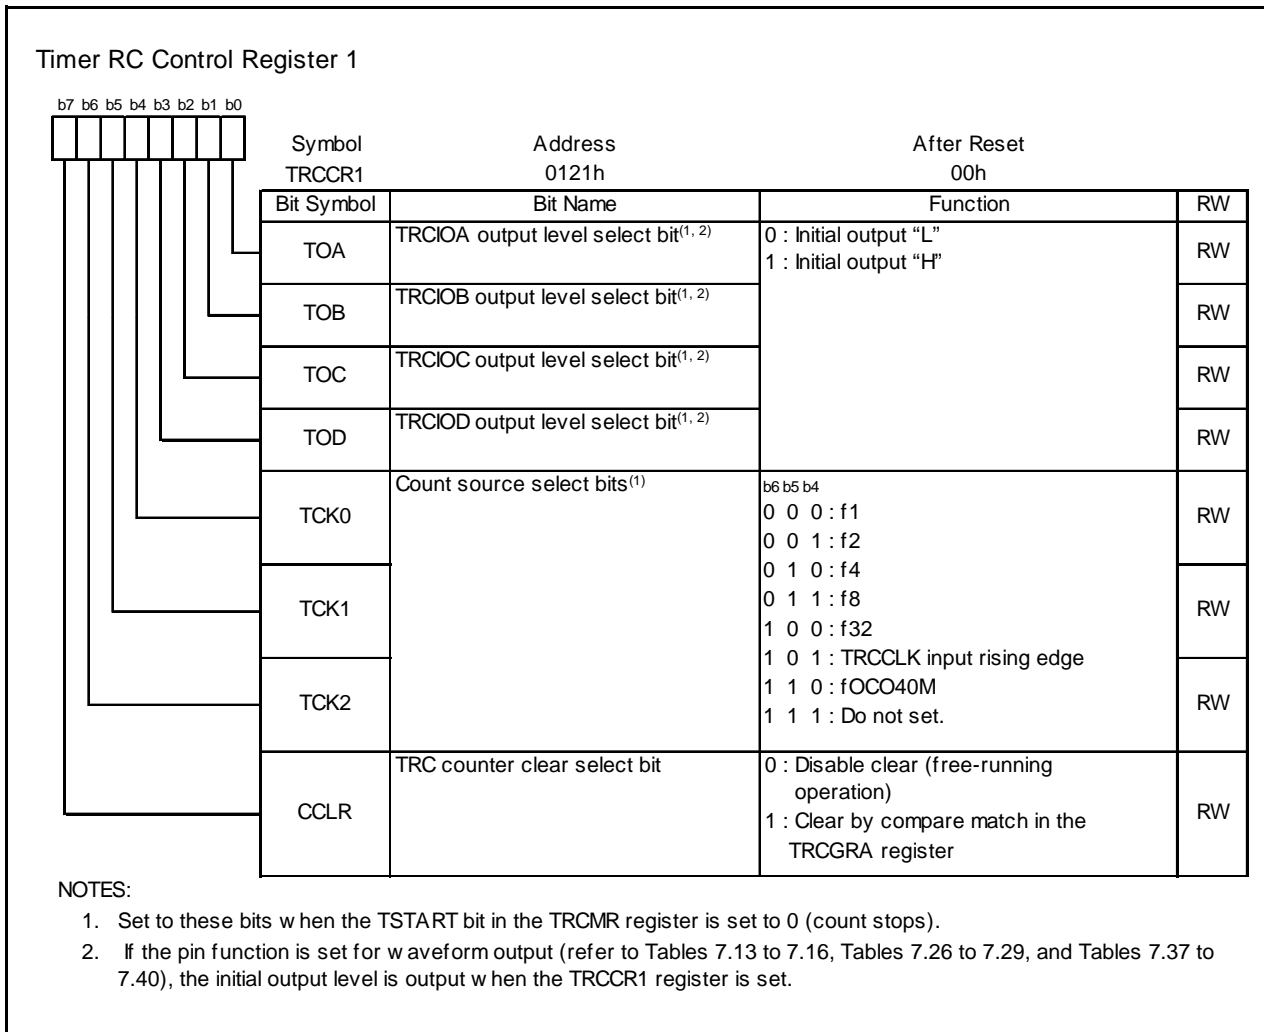 Timer RC Control Register 1
b7 b6 b5 b4 b3 b2 b1 b0
Symbol Address After Reset
TRCCR1 0121h 00h
Bit Symbol Bit Name Function RW
TOA TRCIOA output level select bit(1, 2) 0 : Initial output “L” RW
1 : Initial output “H”
TOB TRCIOB output level select bit(1, 2) RW
TOC TRCIOC output level select bit(1, 2) RW
TOD TRCIOD output level select bit(1, 2) RW
TCK0 Count source select bits(1) b6 b5 b4 RW
0 0 0 : f1
0 0 1 : f2
0 1 0 : f4
TCK1 0 1 1 : f8 RW
1 0 0 : f32
1 0 1 : TRCCLK input rising edge
TCK2 1 1 0 : fOCO40M RW
1 1 1 : Do not set.
CCLR TRC counter clear select bit 0 : Disable clear (free-running RW
operation)
1 : Clear by compare match in the
TRCGRA register
NOTES:
1. Set to these bits when the TSTART bit in the TRCMR register is set to 0 (count stops).
2. If the pin function is set for waveform output (refer to Tables 7.13 to 7.16, Tables 7.26 to 7.29, and Tables 7.37 to
7.40), the initial output level is output when the TRCCR1 register is set.